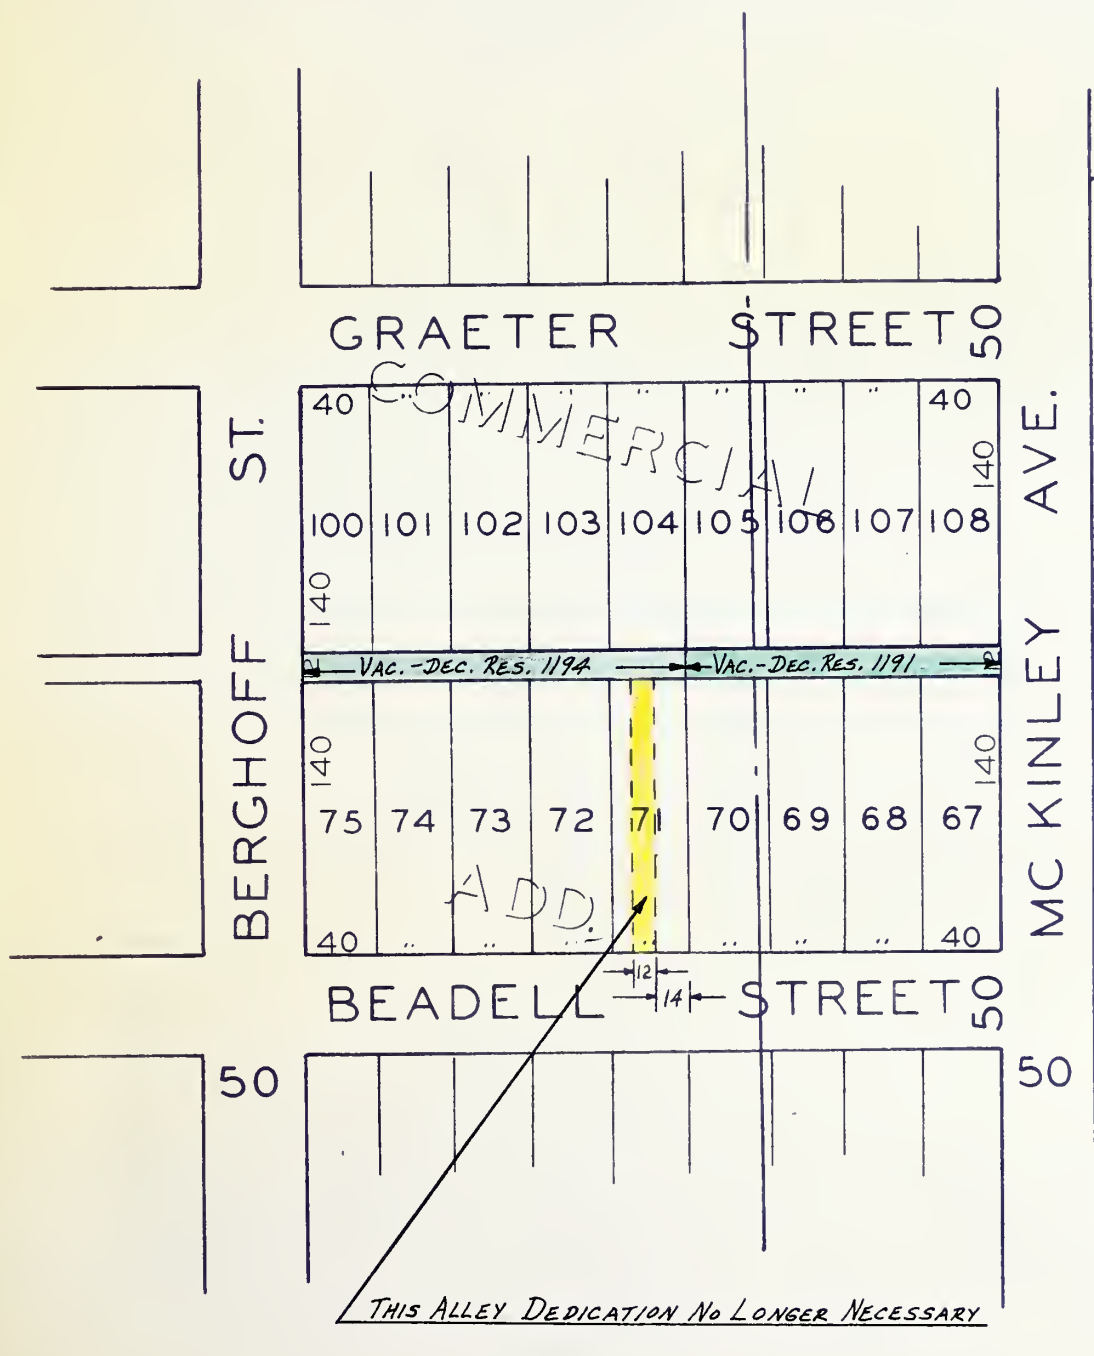 GRAETER STREET 50
COMMERCIAL
40 .. .. .. .. .. .. .. 40
140
ST.
AVE.
100 101 102 103 104 105 106 107 108
140
12 VAC.-DEC. RES. 1194 VAC.-DEC. RES. 1191 12
BERGHOFF
MC KINLEY
140 140
75 74 73 72 71 70 69 68 67
ADD.
40 .. .. .. .. .. .. .. 40
12
14
BEADELL STREET 50
50 50
THIS ALLEY DEDICATION NO LONGER NECESSARY